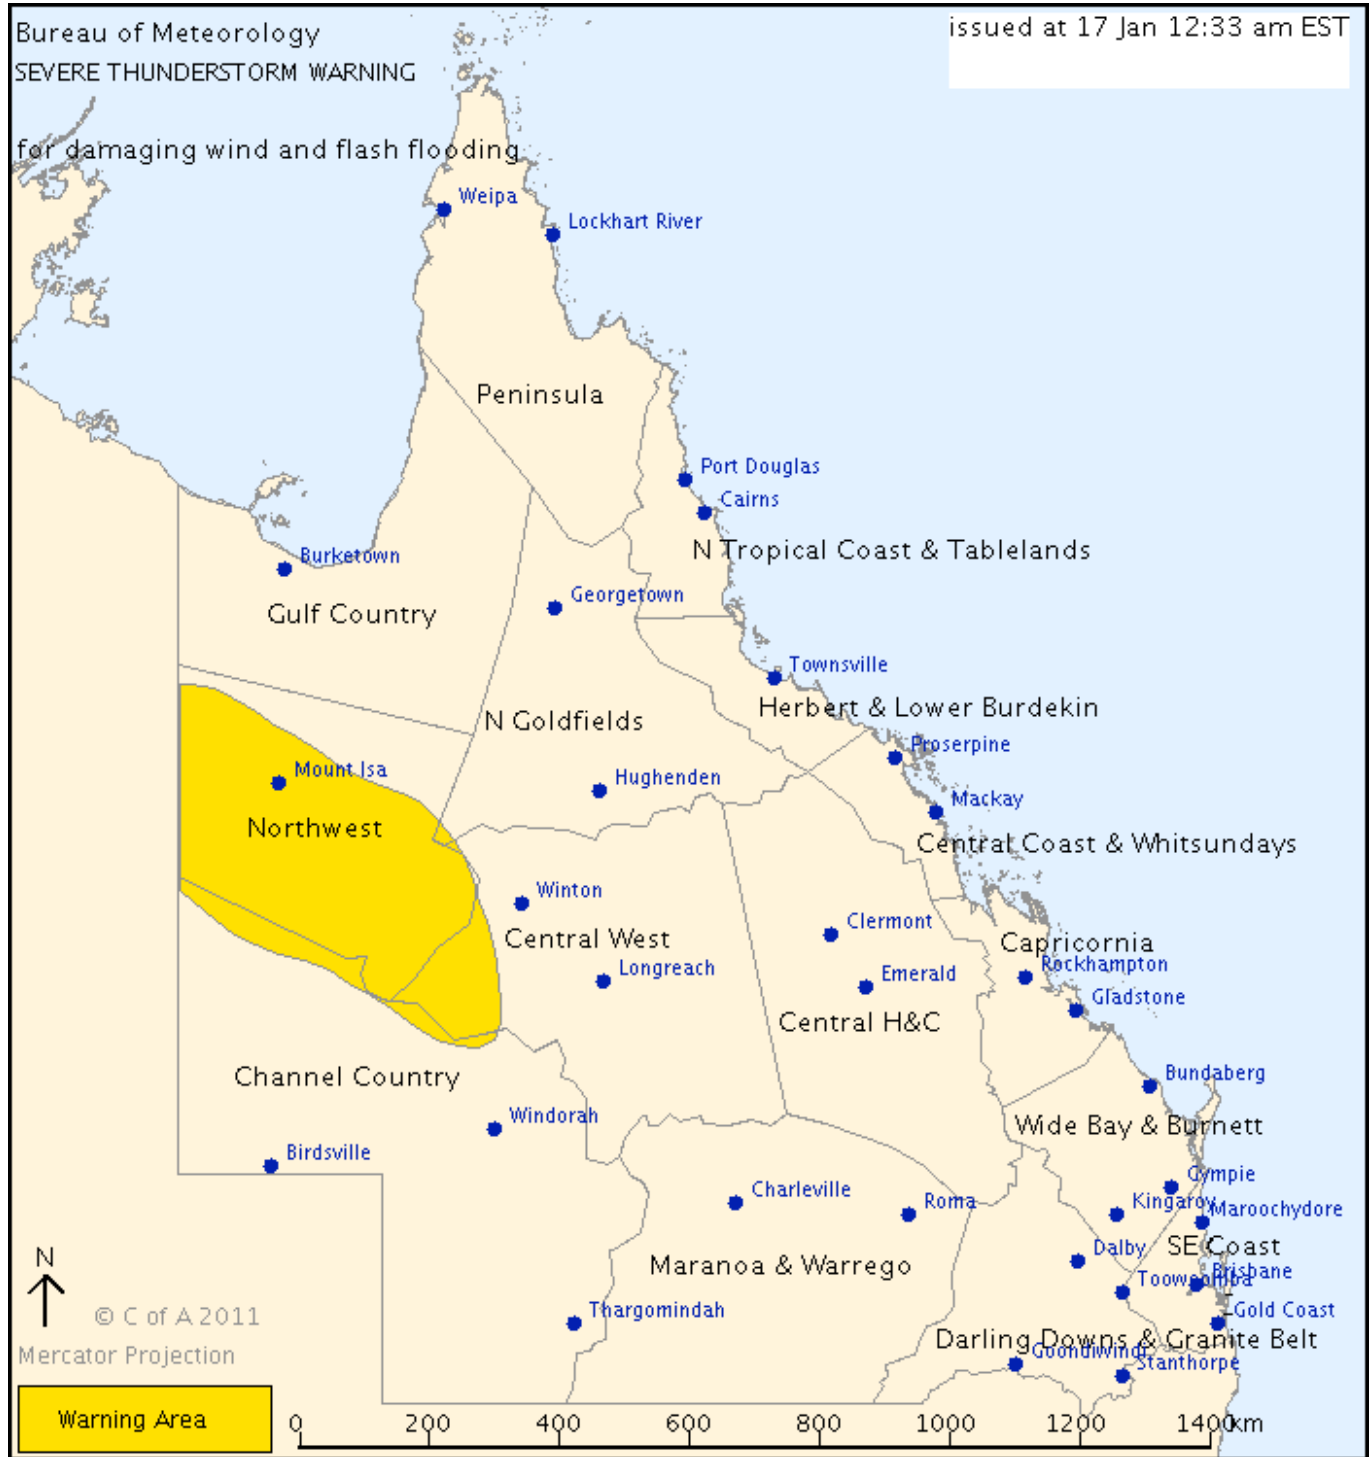 Bureau of Meteorology
issued at 17 Jan 12:33 am EST
SEVERE THUNDERSTORM WARNING
for damaging wind and flash flooding
Weipa
Lockhart River
Peninsula
Port Douglas
Cairns
N Tropical Coast & Tablelands
Burketown
Georgetown
Gulf Country
Townsville
Herbert & Lower Burdekin
N Goldfields
Proserpine
Mount Isa
Hughenden
Mackay
Northwest
Central Coast & Whitsundays
Winton
Clermont
Central West
Capricornia
Longreach
Emerald
Rockhampton
Gladstone
Central H&C
Channel Country
Bundaberg
Windorah
Wide Bay & Burnett
Birdsville
Gympie
Charleville
Roma
Kingaroy
Maroochydore
Dalby
SE Coast
Maranoa & Warrego
Brisbane
Toowoomba
N
Thargomindah
Gold Coast
© C of A 2011
Darling Downs & Granite Belt
Mercator Projection
Goondiwindi
Stanthorpe
Warning Area
0 200 400 600 800 1000 1200 1400km